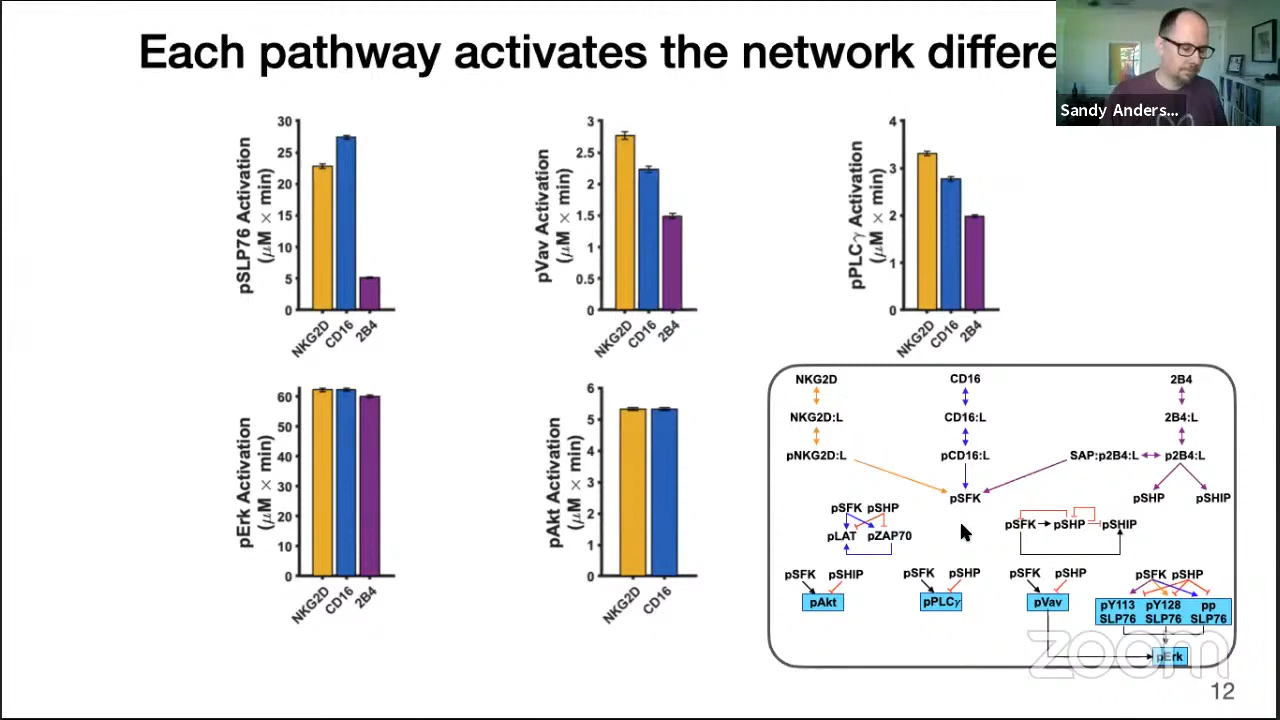 Each pathway activates the network differe
Sandy Anders...
pSLP76 Activation
(μM × min)
30
25
20
15
10
5
0
NKG2D
CD16
2B4
pVav Activation
(μM × min)
3
2.5
2
1.5
1
0.5
0
NKG2D
CD16
2B4
pPLCγ Activation
(μM × min)
4
3
2
1
0
NKG2D
CD16
2B4
pErk Activation
(μM × min)
60
50
40
30
20
10
0
NKG2D
CD16
2B4
pAkt Activation
(μM × min)
6
5
4
3
2
1
0
NKG2D
CD16
NKG2D CD16 2B4
NKG2D:L CD16:L 2B4:L
pNKG2D:L pCD16:L SAP:p2B4:L p2B4:L
pSFK pSHP pSHIP
pSFK pSHP
pSFK pSHP pSHIP
pLAT pZAP70
pSFK pSHIP pSFK pSHP pSFK pSHP pSFK pSHP
pAkt pPLCγ pVav pY113 pY128 pp
SLP76 SLP76 SLP76
pErk
zoom
12